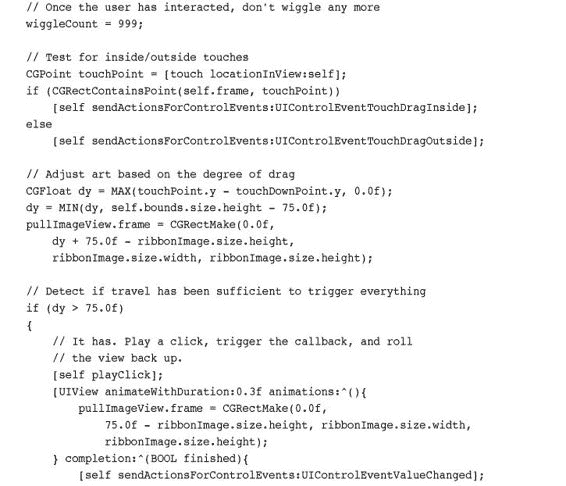 // Once the user has interacted, don't wiggle any more
wiggleCount = 999;

// Test for inside/outside touches
CGPoint touchPoint = [touch locationInView:self];
if (CGRectContainsPoint(self.frame, touchPoint))
    [self sendActionsForControlEvents:UIControlEventTouchDragInside];
else
    [self sendActionsForControlEvents:UIControlEventTouchDragOutside];

// Adjust art based on the degree of drag
CGFloat dy = MAX(touchPoint.y - touchDownPoint.y, 0.0f);
dy = MIN(dy, self.bounds.size.height - 75.0f);
pullImageView.frame = CGRectMake(0.0f,
    dy + 75.0f - ribbonImage.size.height,
    ribbonImage.size.width, ribbonImage.size.height);

// Detect if travel has been sufficient to trigger everything
if (dy > 75.0f)
{
    // It has. Play a click, trigger the callback, and roll
    // the view back up.
    [self playClick];
    [UIView animateWithDuration:0.3f animations:^(){
        pullImageView.frame = CGRectMake(0.0f,
            75.0f - ribbonImage.size.height, ribbonImage.size.width,
            ribbonImage.size.height);
    } completion:^(BOOL finished){
        [self sendActionsForControlEvents:UIControlEventValueChanged];